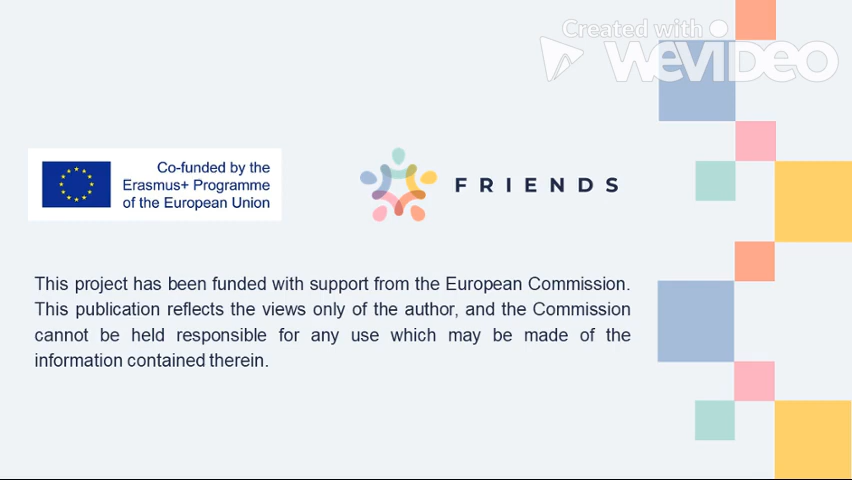 Created with
WEVIDEO
Co-funded by the
Erasmus+ Programme
of the European Union
FRIENDS
This project has been funded with support from the European Commission.
This publication reflects the views only of the author, and the Commission
cannot be held responsible for any use which may be made of the
information contained therein.